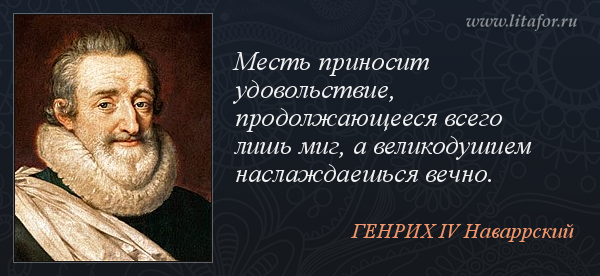 www.litafor.ru
Месть приносит
удовольствие,
продолжающееся всего
лишь миг, а великодушием
наслаждаешься вечно.
ГЕНРИХ IV Наваррский